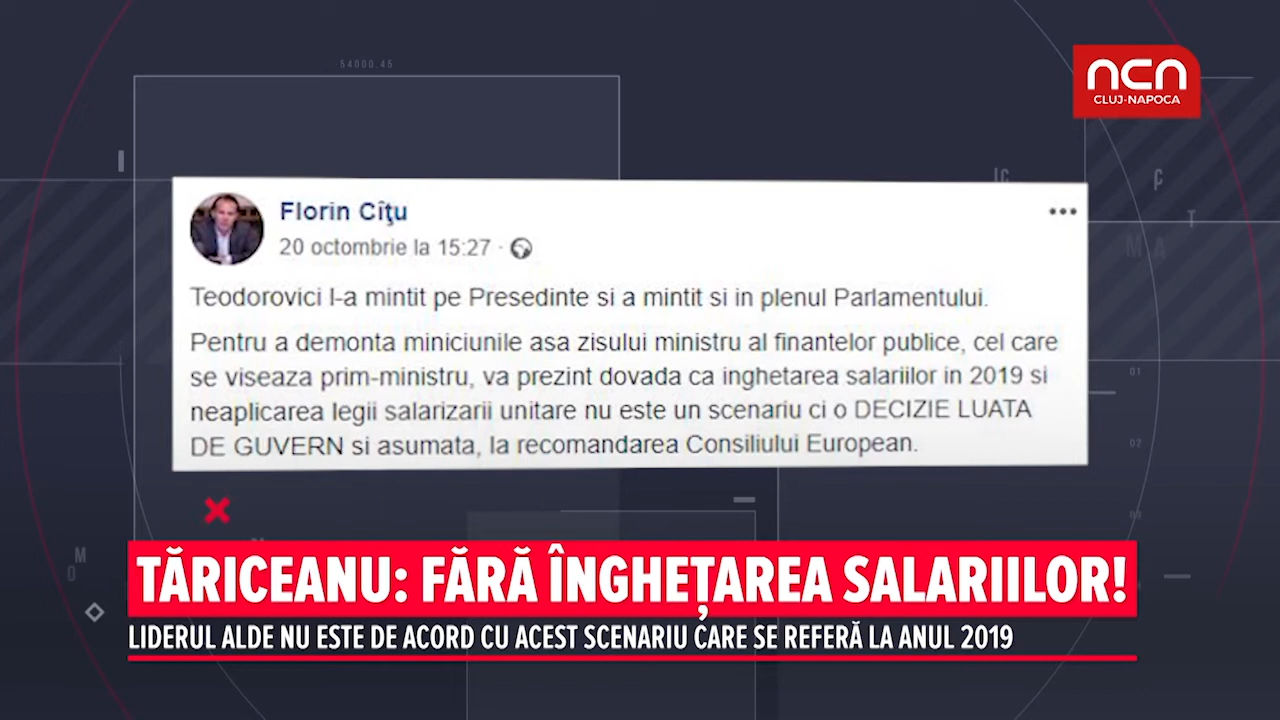 54000.45
ncn
CLUJ-NAPOCA
Florin Cîţu
20 octombrie la 15:27 ·
Teodorovici l-a mintit pe Presedinte si a mintit si in plenul Parlamentului.
Pentru a demonta miniciunile asa zisului ministru al finantelor publice, cel care
se viseaza prim-ministru, va prezint dovada ca inghetarea salariilor in 2019 si
neaplicarea legii salarizarii unitare nu este un scenariu ci o DECIZIE LUATA
DE GUVERN si asumata, la recomandarea Consiliului European.
01
02
TĂRICEANU: FĂRĂ ÎNGHEȚAREA SALARIILOR!
LIDERUL ALDE NU ESTE DE ACORD CU ACEST SCENARIU CARE SE REFERĂ LA ANUL 2019